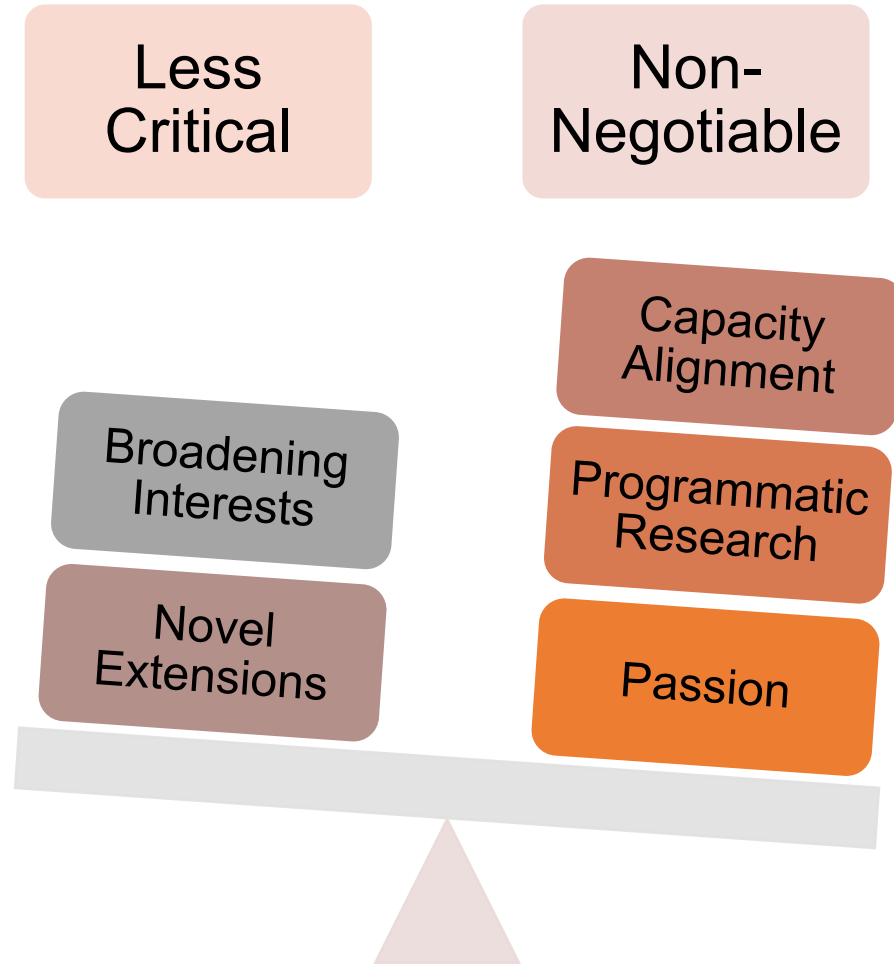 Less
Critical
Non-
Negotiable
Broadening
Interests
Novel
Extensions
Capacity
Alignment
Programmatic
Research
Passion